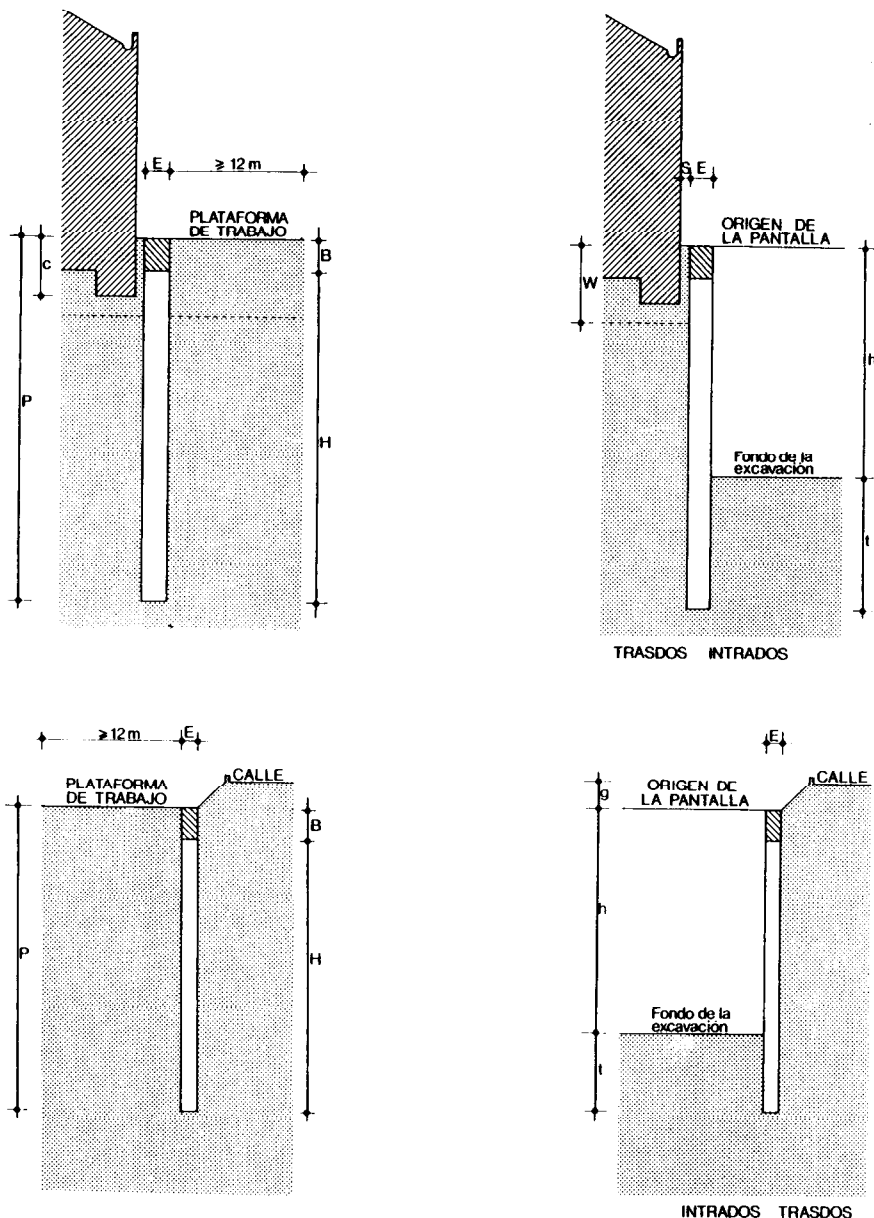 E
≥ 12 m
PLATAFORMA
DE TRABAJO
c
B
P
H
S
E
ORIGEN DE
LA PANTALLA
W
h
Fondo de la
excavación
t
TRASDOS INTRADOS
≥ 12 m
E
PLATAFORMA
DE TRABAJO
CALLE
B
P
H
E
CALLE
g
ORIGEN DE
LA PANTALLA
h
Fondo de la
excavación
t
INTRADOS TRASDOS